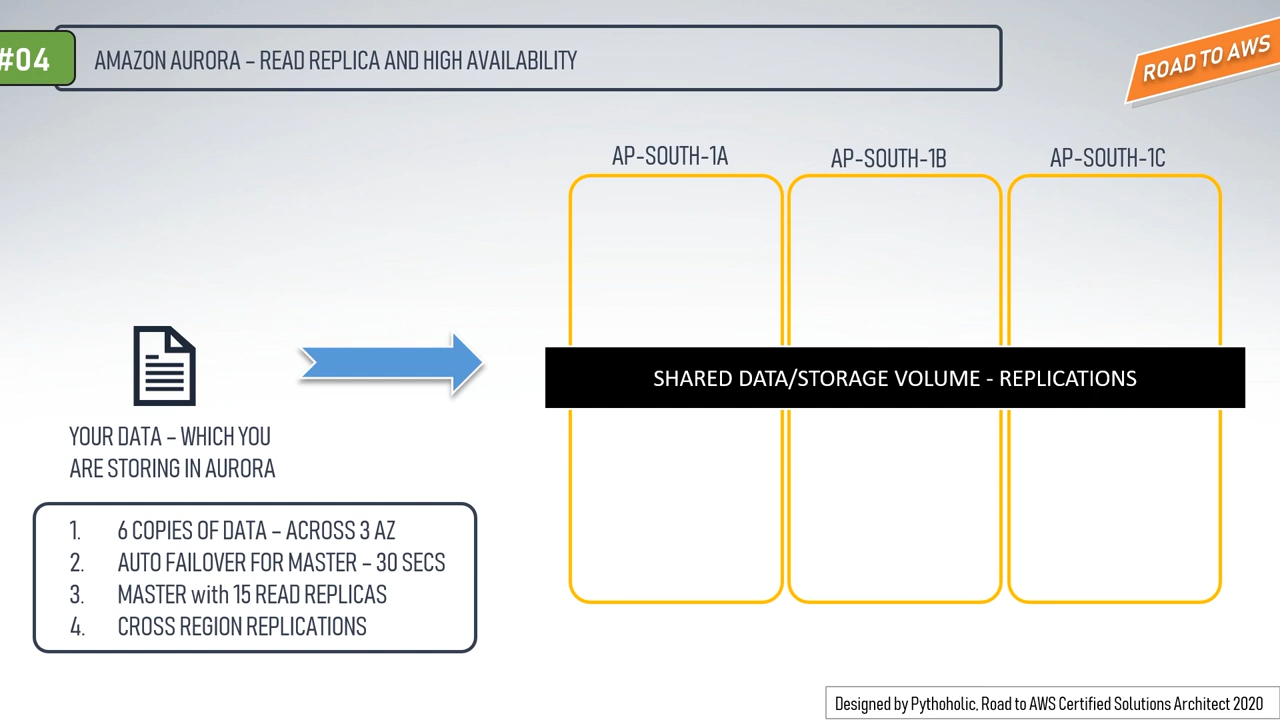 #04
AMAZON AURORA – READ REPLICA AND HIGH AVAILABILITY
ROAD TO AWS
AP-SOUTH-1A
AP-SOUTH-1B
AP-SOUTH-1C
SHARED DATA/STORAGE VOLUME - REPLICATIONS
YOUR DATA – WHICH YOU
ARE STORING IN AURORA
1. 6 COPIES OF DATA – ACROSS 3 AZ
2. AUTO FAILOVER FOR MASTER – 30 SECS
3. MASTER with 15 READ REPLICAS
4. CROSS REGION REPLICATIONS
Designed by Pythoholic. Road to AWS Certified Solutions Architect 2020